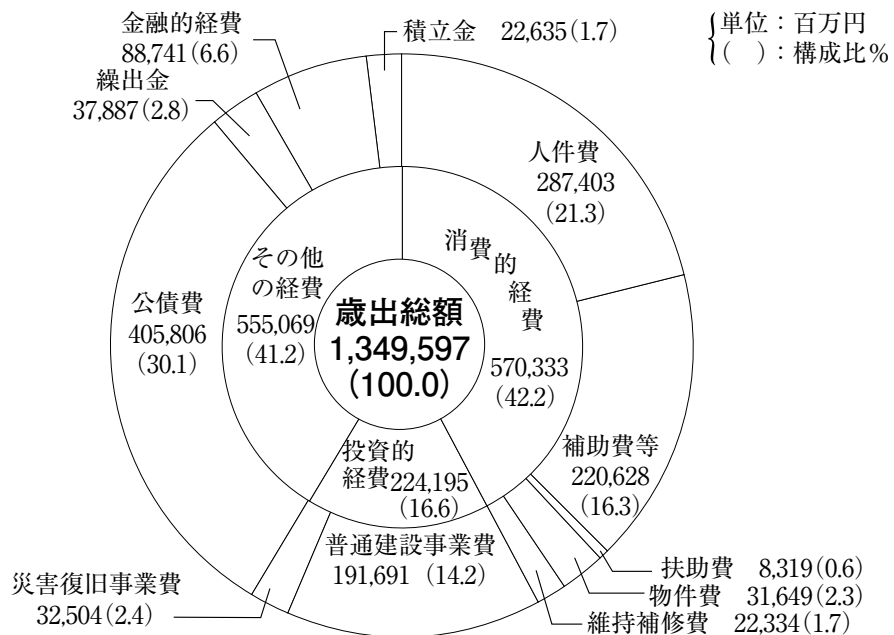 単位：百万円
（　）：構成比%
歳出総額
1,349,597
(100.0)
消費的経費
570,333
(42.2)
投資的
経費 224,195
(16.6)
その他
の経費
555,069
(41.2)
人件費
287,403
(21.3)
補助費等
220,628
(16.3)
扶助費　8,319(0.6)
物件費　31,649(2.3)
維持補修費　22,334(1.7)
普通建設事業費
191,691 (14.2)
災害復旧事業費
32,504(2.4)
公債費
405,806
(30.1)
繰出金
37,887(2.8)
金融的経費
88,741(6.6)
積立金　22,635(1.7)